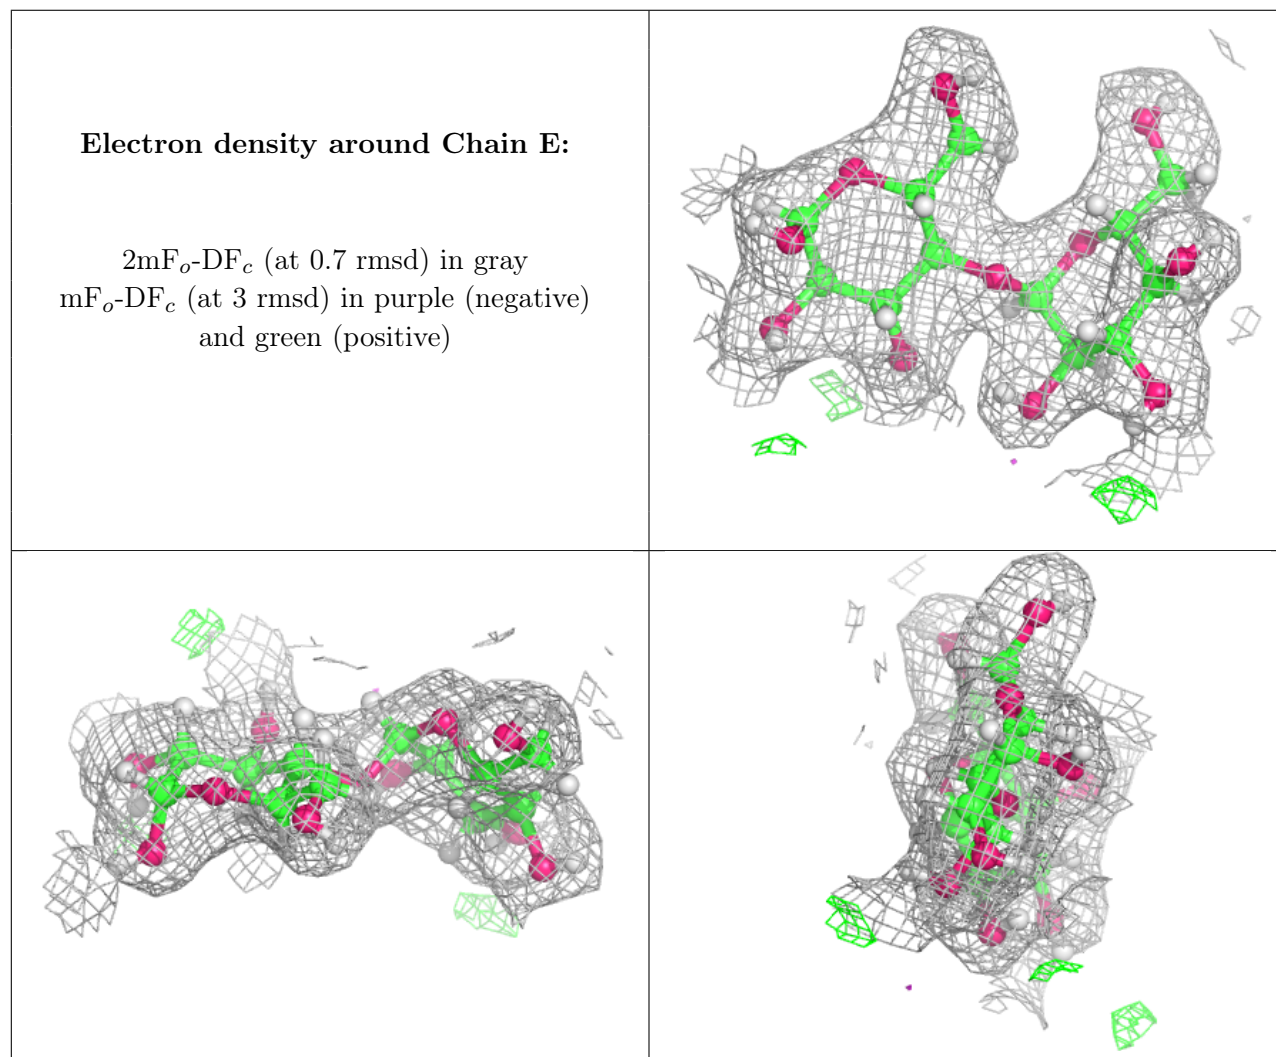 Electron density around Chain E:
2mFₒ-DF𝒸 (at 0.7 rmsd) in gray
mFₒ-DF𝒸 (at 3 rmsd) in purple (negative)
and green (positive)